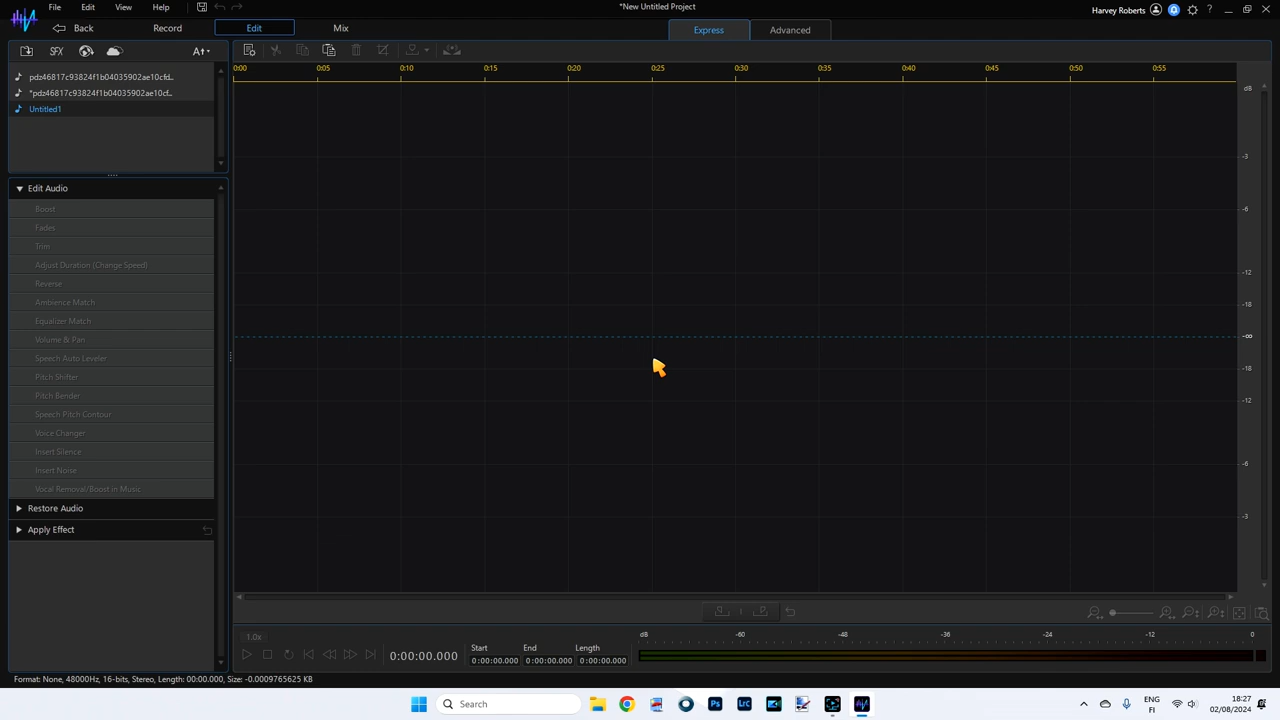 File Edit View Help
*New Untitled Project
Harvey Roberts
Back Record Edit Mix
Express Advanced
SFX
A
pdz46817c93824f1b04035902ae10cfd...
*pdz46817c93824f1b04035902ae10cf...
Untitled1
0:00 0:05 0:10 0:15 0:20 0:25 0:30 0:35 0:40 0:45 0:50 0:55
dB
-3
-6
-12
-18
-∞
-18
-12
-6
-3
Edit Audio
Boost
Fades
Trim
Adjust Duration (Change Speed)
Reverse
Ambience Match
Equalizer Match
Volume & Pan
Speech Auto Leveler
Pitch Shifter
Pitch Bender
Speech Pitch Contour
Voice Changer
Insert Silence
Insert Noise
Vocal Removal/Boost in Music
Restore Audio
Apply Effect
1.0x
0:00:00.000
Start End Length
0:00:00.000 0:00:00.000 0:00:00.000
dB -60 -48 -36 -24 -12 0
Format: None, 48000Hz, 16-bits, Stereo, Length: 00:00.000, Size: -0.0009765625 KB
Search
Ps
LrC
ENG
FI
18:27
02/08/2024